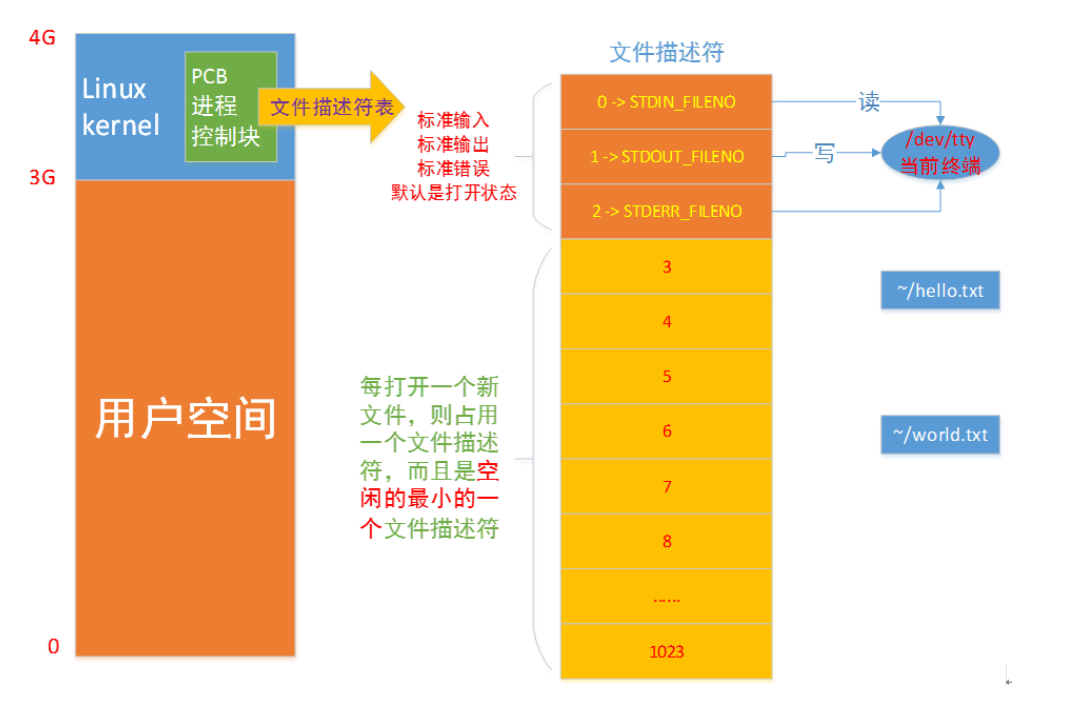 4G
Linux
kernel
PCB
进程
控制块
文件描述符表
3G
用户空间
0
标准输入
标准输出
标准错误
默认是打开状态
每打开一个新
文件，则占用
一个文件描述
符，而且是空
闲的最小的一
个文件描述符
文件描述符
0 -> STDIN_FILENO
1 -> STDOUT_FILENO
2 -> STDERR_FILENO
3
4
5
6
7
8
......
1023
读
写
/dev/tty
当前终端
~/hello.txt
~/world.txt